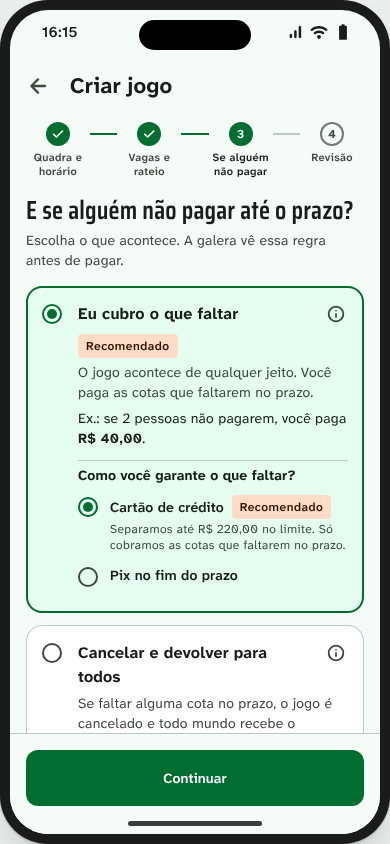 16:15
Criar jogo
3
4
Quadra e
horário
Vagas e
rateio
Se alguém
não pagar
Revisão
E se alguém não pagar até o prazo?
Escolha o que acontece. A galera vê essa regra
antes de pagar.
Eu cubro o que faltar
Recomendado
O jogo acontece de qualquer jeito. Você
paga as cotas que faltarem no prazo.
Ex.: se 2 pessoas não pagarem, você paga
R$ 40,00.
Como você garante o que faltar?
Cartão de crédito Recomendado
Separamos até R$ 220,00 no limite. Só
cobramos as cotas que faltarem no prazo.
Pix no fim do prazo
Cancelar e devolver para
todos
Se faltar alguma cota no prazo, o jogo é
cancelado e todo mundo recebe o
Continuar